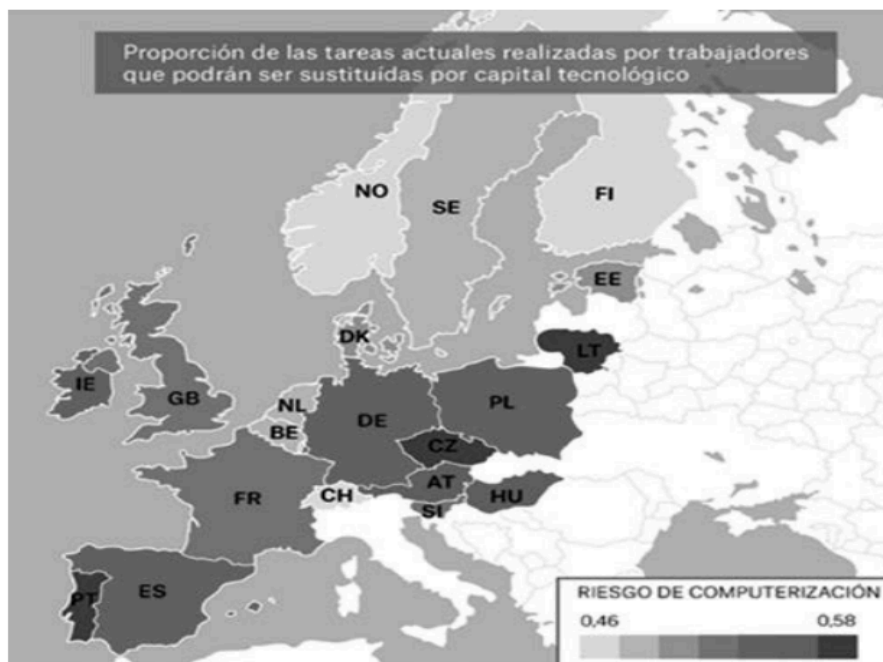 Proporción de las tareas actuales realizadas por trabajadores
que podrán ser sustituídas por capital tecnológico
NO
SE
FI
EE
DK
LT
IE
GB
NL
BE
DE
PL
CZ
FR
CH
AT
HU
SI
PT
ES
RIESGO DE COMPUTERIZACIÓN
0,46 0,58